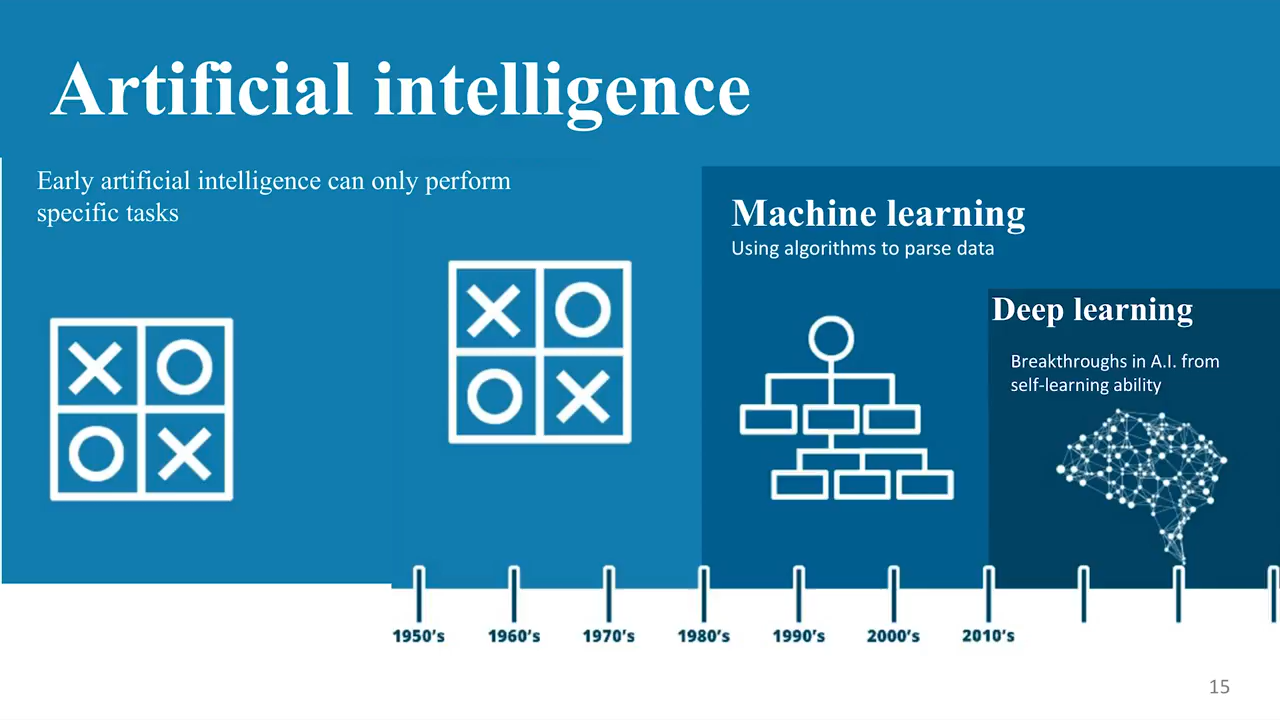 Artificial intelligence
Early artificial intelligence can only perform
specific tasks
Machine learning
Using algorithms to parse data
Deep learning
Breakthroughs in A.I. from
self-learning ability
1950's
1960's
1970's
1980's
1990's
2000's
2010's
15